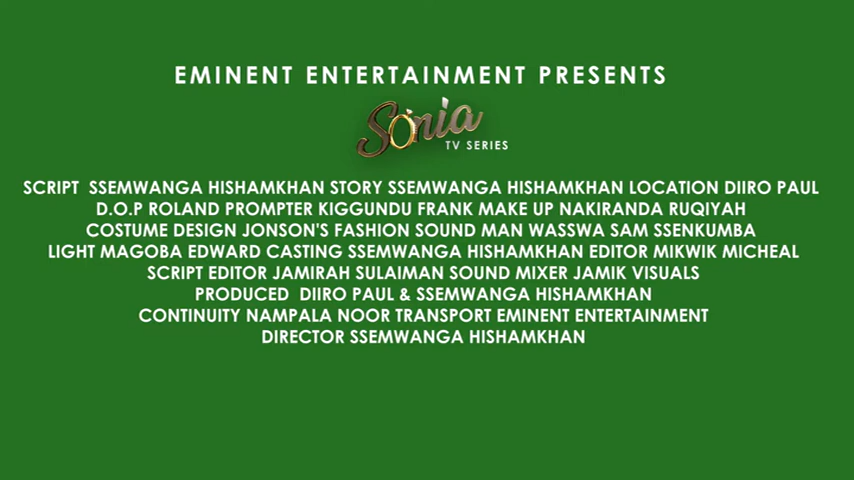 EMINENT ENTERTAINMENT PRESENTS
Sonia
TV SERIES
SCRIPT  SSEMWANGA HISHAMKHAN STORY SSEMWANGA HISHAMKHAN LOCATION DIIRO PAUL
D.O.P ROLAND PROMPTER KIGGUNDU FRANK MAKE UP NAKIRANDA RUQIYAH
COSTUME DESIGN JONSON'S FASHION SOUND MAN WASSWA SAM SSENKUMBA
LIGHT MAGOBA EDWARD CASTING SSEMWANGA HISHAMKHAN EDITOR MIKWIK MICHEAL
SCRIPT EDITOR JAMIRAH SULAIMAN SOUND MIXER JAMIK VISUALS
PRODUCED  DIIRO PAUL & SSEMWANGA HISHAMKHAN
CONTINUITY NAMPALA NOOR TRANSPORT EMINENT ENTERTAINMENT
DIRECTOR SSEMWANGA HISHAMKHAN